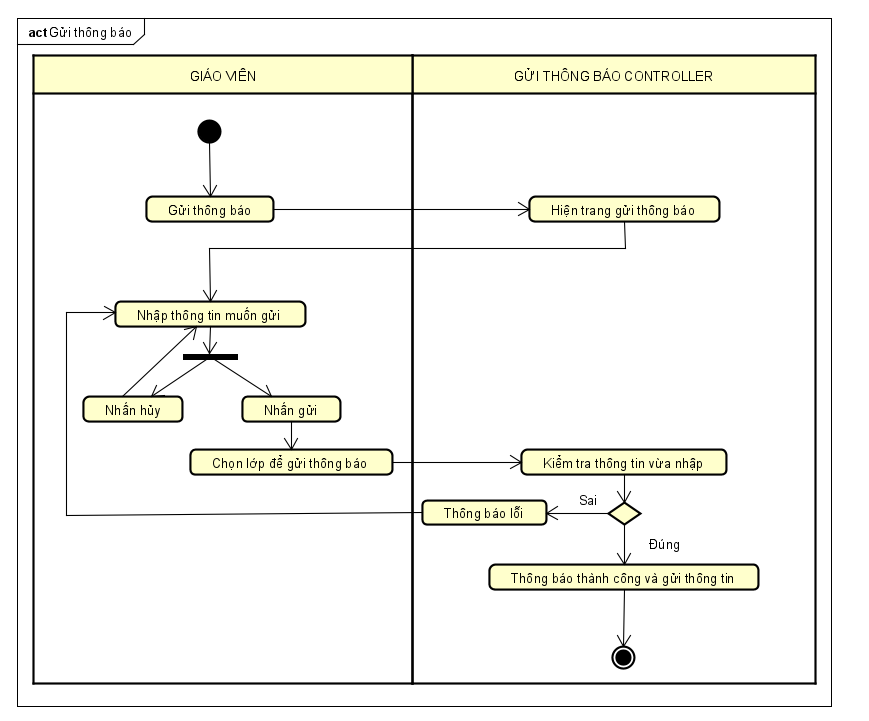 act Gửi thông báo
GIÁO VIÊN
GỬI THÔNG BÁO CONTROLLER
Gửi thông báo
Hiện trang gửi thông báo
Nhập thông tin muốn gửi
Nhấn hủy
Nhấn gửi
Chọn lớp để gửi thông báo
Kiểm tra thông tin vừa nhập
Sai
Thông báo lỗi
Đúng
Thông báo thành công và gửi thông tin